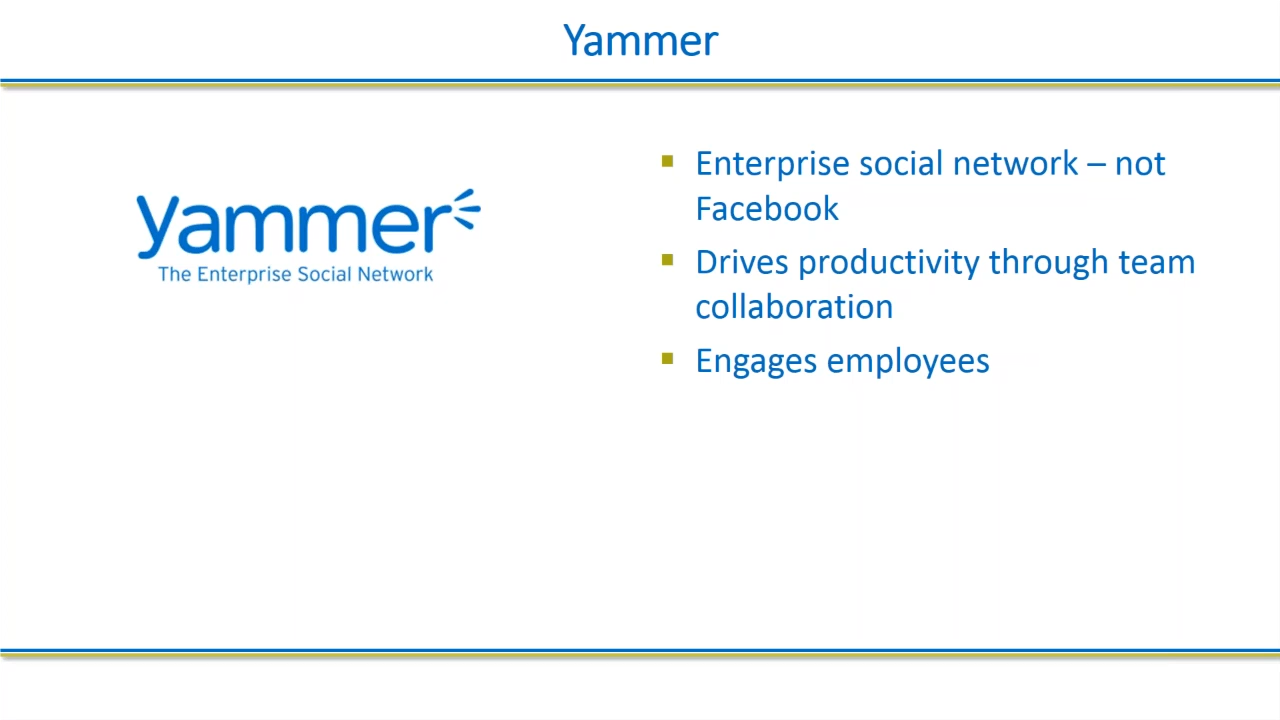 Yammer
yammer
The Enterprise Social Network
Enterprise social network – not
Facebook
Drives productivity through team
collaboration
Engages employees